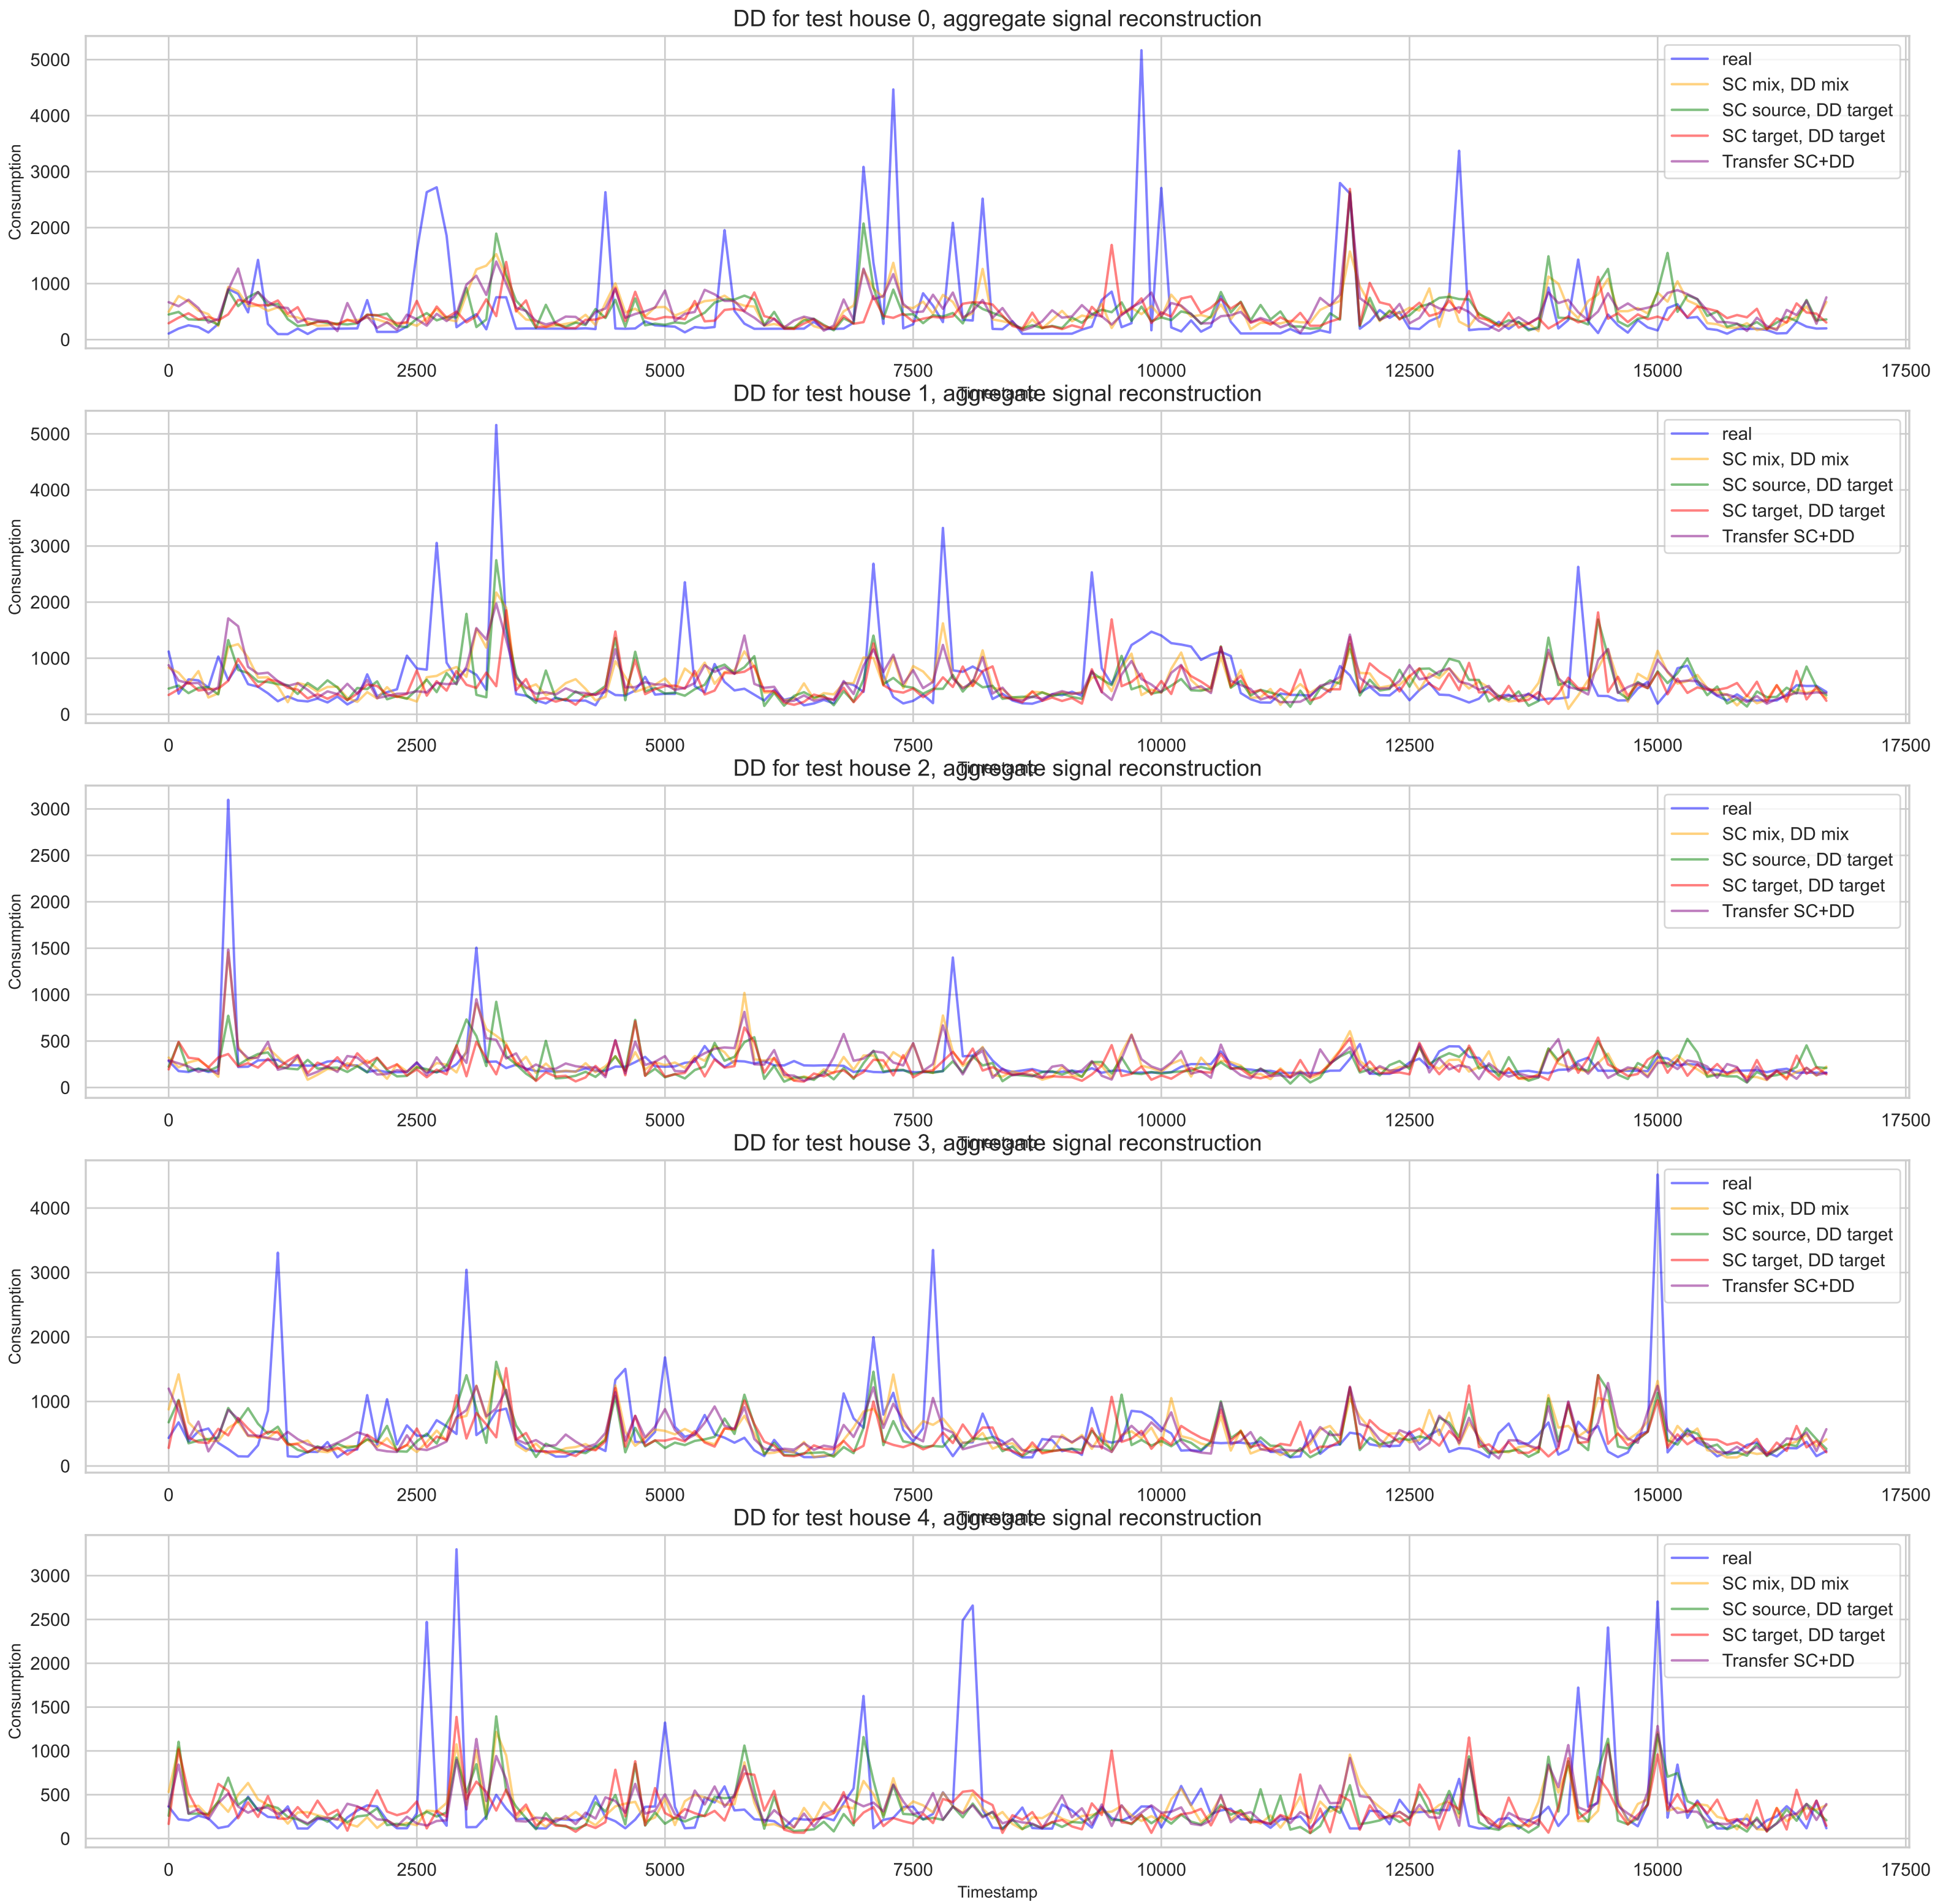 DD for test house 0, aggregate signal reconstruction
5000
4000
3000
2000
1000
0
Consumption
real
SC mix, DD mix
SC source, DD target
SC target, DD target
Transfer SC+DD
0 2500 5000 7500 10000 12500 15000 17500
Timestamp
DD for test house 1, aggregate signal reconstruction
5000
4000
3000
2000
1000
0
Consumption
real
SC mix, DD mix
SC source, DD target
SC target, DD target
Transfer SC+DD
0 2500 5000 7500 10000 12500 15000 17500
Timestamp
DD for test house 2, aggregate signal reconstruction
3000
2500
2000
1500
1000
500
0
Consumption
real
SC mix, DD mix
SC source, DD target
SC target, DD target
Transfer SC+DD
0 2500 5000 7500 10000 12500 15000 17500
Timestamp
DD for test house 3, aggregate signal reconstruction
4000
3000
2000
1000
0
Consumption
real
SC mix, DD mix
SC source, DD target
SC target, DD target
Transfer SC+DD
0 2500 5000 7500 10000 12500 15000 17500
Timestamp
DD for test house 4, aggregate signal reconstruction
3000
2500
2000
1500
1000
500
0
Consumption
real
SC mix, DD mix
SC source, DD target
SC target, DD target
Transfer SC+DD
0 2500 5000 7500 10000 12500 15000 17500
Timestamp